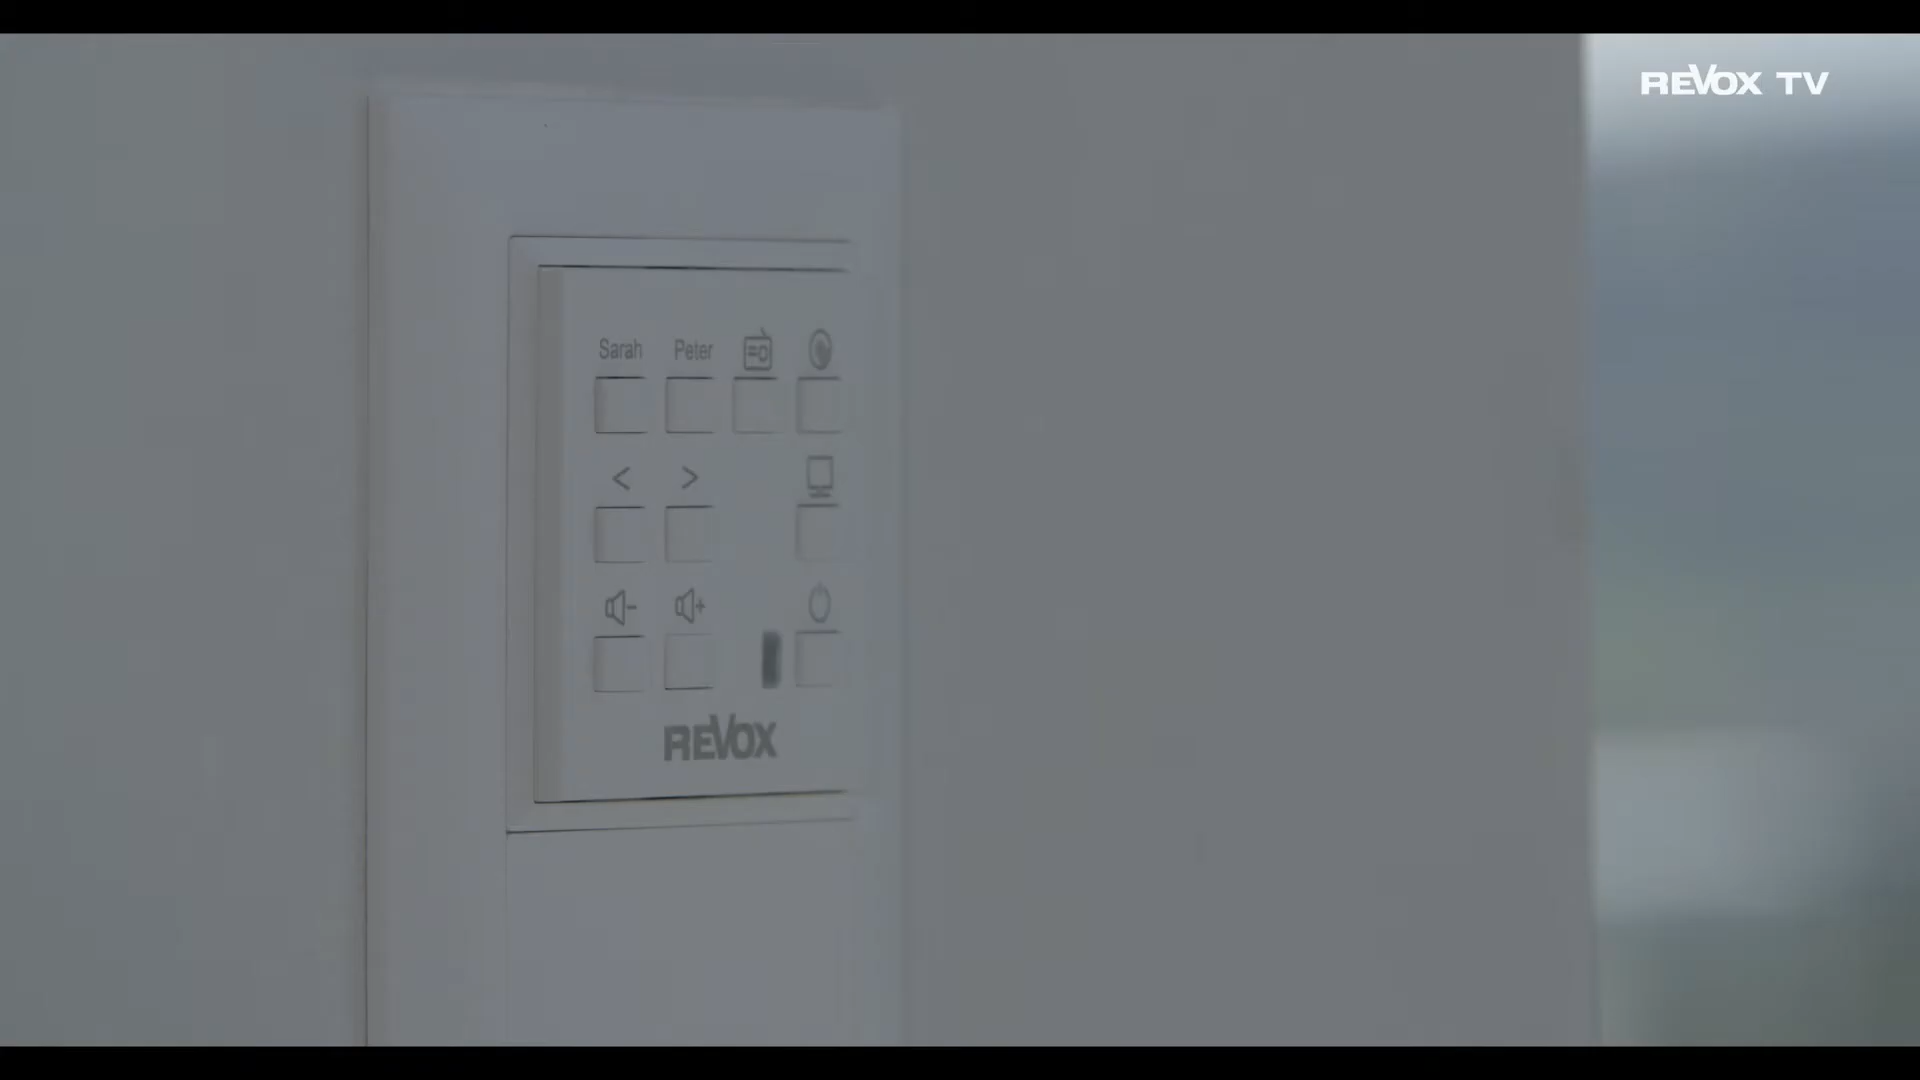 REVOX TV
Sarah Peter
< >
- +
REVOX